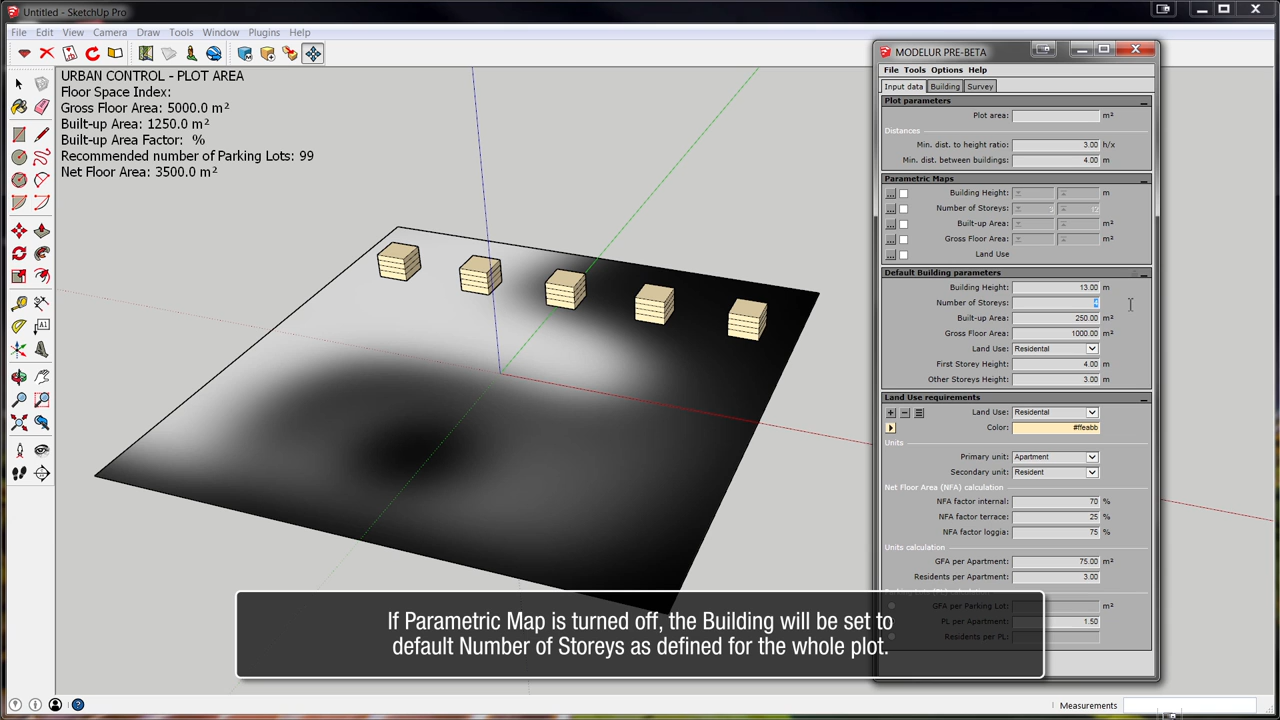 Untitled - SketchUp Pro
File Edit View Camera Draw Tools Window Plugins Help
URBAN CONTROL - PLOT AREA
Floor Space Index:
Gross Floor Area: 5000.0 m²
Built-up Area: 1250.0 m²
Built-up Area Factor: %
Recommended number of Parking Lots: 99
Net Floor Area: 3500.0 m²
MODELUR PRE-BETA
File Tools Options Help
Input data Building Survey
Plot parameters
Plot area: m²
Distances
Min. dist. to height ratio: 3.00 h/x
Min. dist. between buildings: 4.00 m
Parametric Maps
... Building Height: m
... Number of Storeys:
... Built-up Area: m²
... Gross Floor Area: m²
... Land Use
Default Building parameters
Building Height: 13.00 m
Number of Storeys: 4
Built-up Area: 250.00 m²
Gross Floor Area: 1000.00 m²
Land Use: Residental
First Storey Height: 4.00 m
Other Storeys Height: 3.00 m
Land Use requirements
Land Use: Residental
Color: #ffeabb
Units
Primary unit: Apartment
Secondary unit: Resident
Net Floor Area (NFA) calculation
NFA factor internal: 70 %
NFA factor terrace: 25 %
NFA factor loggia: 75 %
Units calculation
GFA per Apartment: 75.00 m²
Residents per Apartment: 3.00
GFA per Parking Lot: m²
PL per Apartment: 1.50
Residents per PL:
If Parametric Map is turned off, the Building will be set to
default Number of Storeys as defined for the whole plot.
Measurements